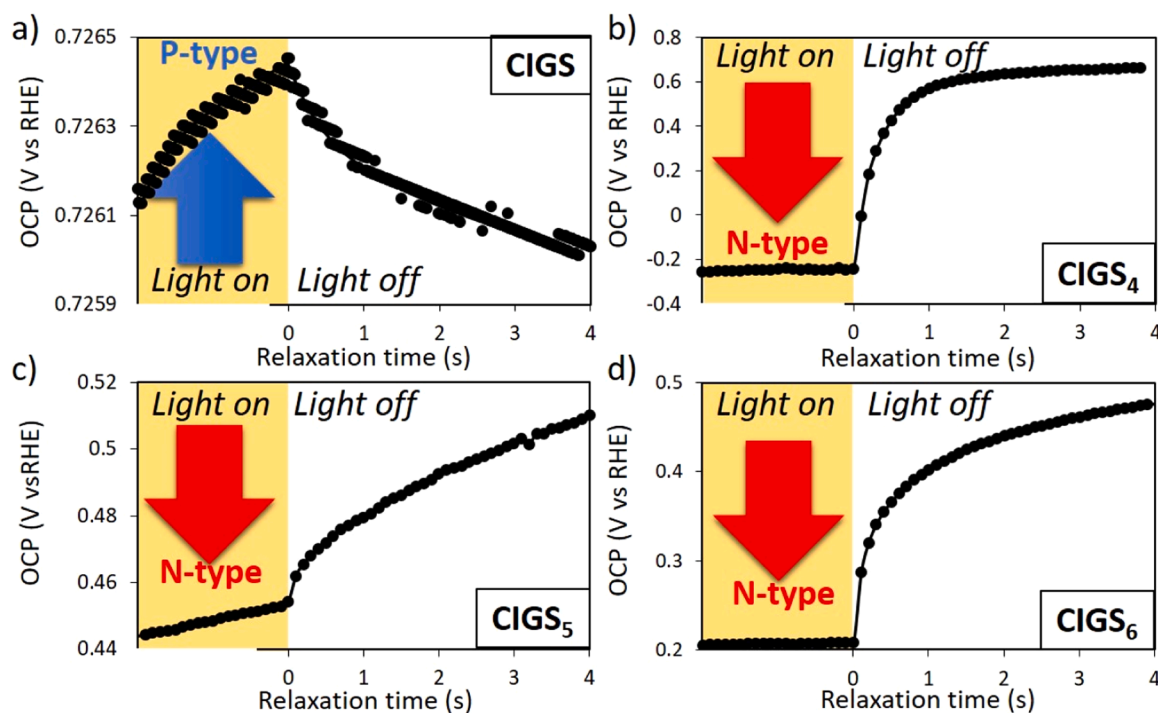 a)
0.7265
0.7263
0.7261
0.7259
OCP (V vs RHE)
P-type
CIGS
Light on
Light off
0 1 2 3 4
Relaxation time (s)
b)
0.8
0.6
0.4
0.2
0
-0.2
-0.4
OCP (V vs RHE)
Light on
Light off
N-type
CIGS4
0 1 2 3 4
Relaxation time (s)
c)
0.52
0.5
0.48
0.46
0.44
OCP (V vsRHE)
Light on
Light off
N-type
CIGS5
0 1 2 3 4
Relaxation time (s)
d)
0.5
0.4
0.3
0.2
OCP (V vs RHE)
Light on
Light off
N-type
CIGS6
0 1 2 3 4
Relaxation time (s)